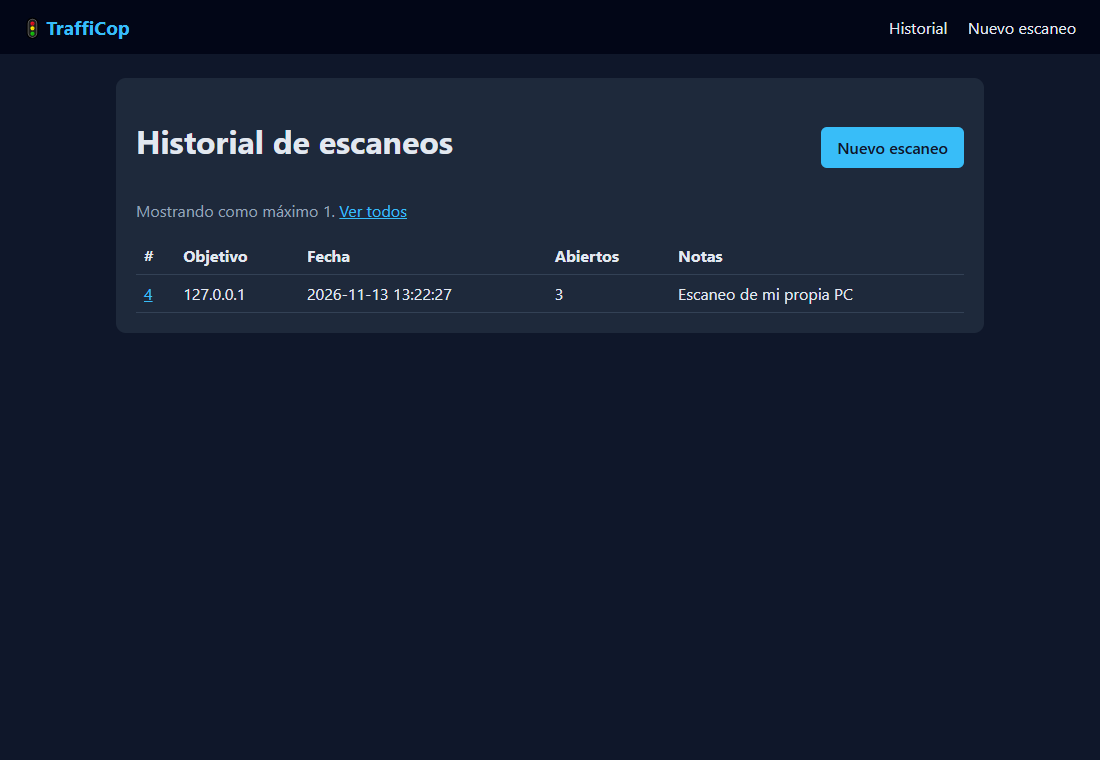 TraffiCop Historial Nuevo escaneo
Historial de escaneos Nuevo escaneo
Mostrando como máximo 1. Ver todos
# Objetivo Fecha Abiertos Notas
4 127.0.0.1 2026-11-13 13:22:27 3 Escaneo de mi propia PC